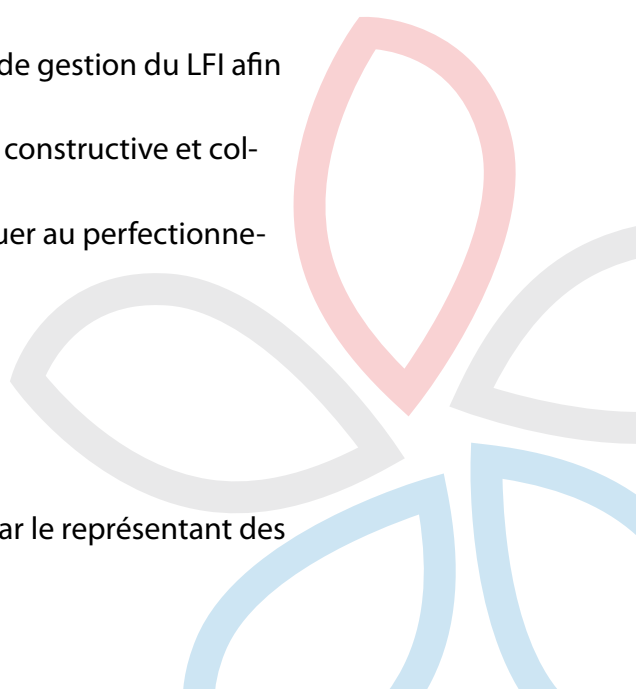 de gestion du LFI afin
constructive et col-
uer au perfectionne-
ar le représentant des